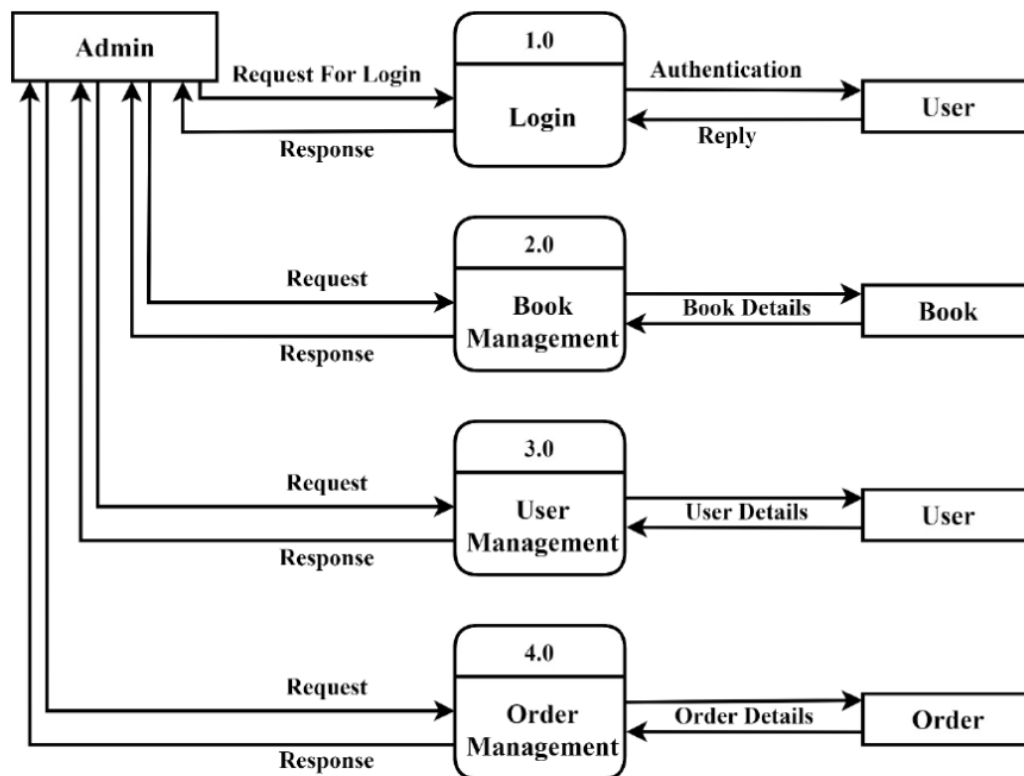 Admin
1.0
Request For Login
Authentication
Login
User
Response
Reply
2.0
Request
Book
Management
Book Details
Book
Response
3.0
Request
User
Management
User Details
User
Response
4.0
Request
Order
Management
Order Details
Order
Response